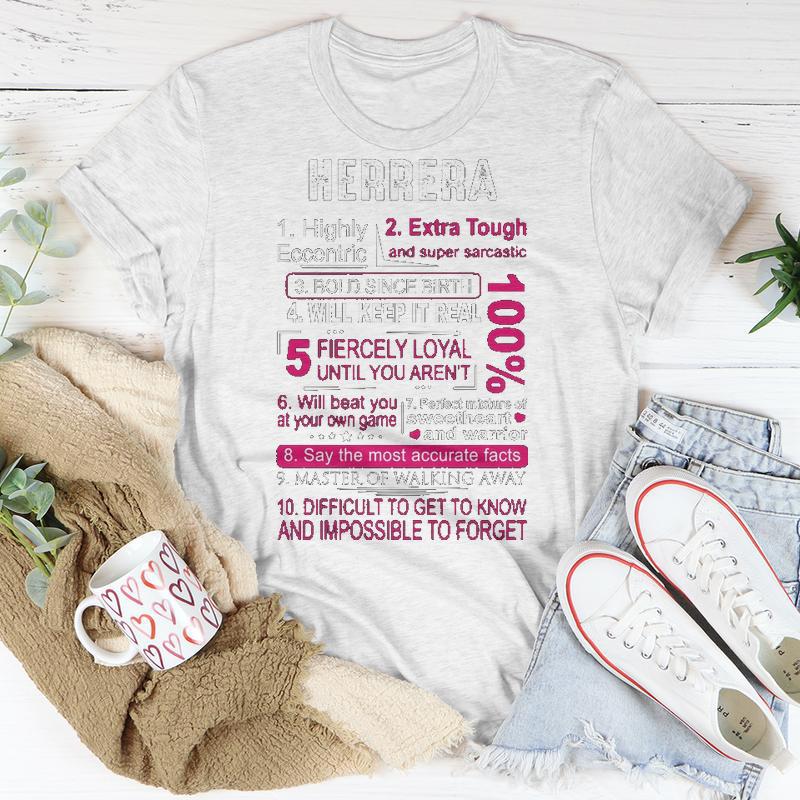 HERRERA
1. Highly
Eccentric
2. Extra Tough
and super sarcastic
3. BOLD SINCE BIRTH
4. WILL KEEP IT REAL
100%
5 FIERCELY LOYAL
UNTIL YOU AREN'T
6. Will beat you
at your own game
7. Perfect mixture of
sweetheart
and warrior
8. Say the most accurate facts
9. MASTER OF WALKING AWAY
10. DIFFICULT TO GET TO KNOW
AND IMPOSSIBLE TO FORGET